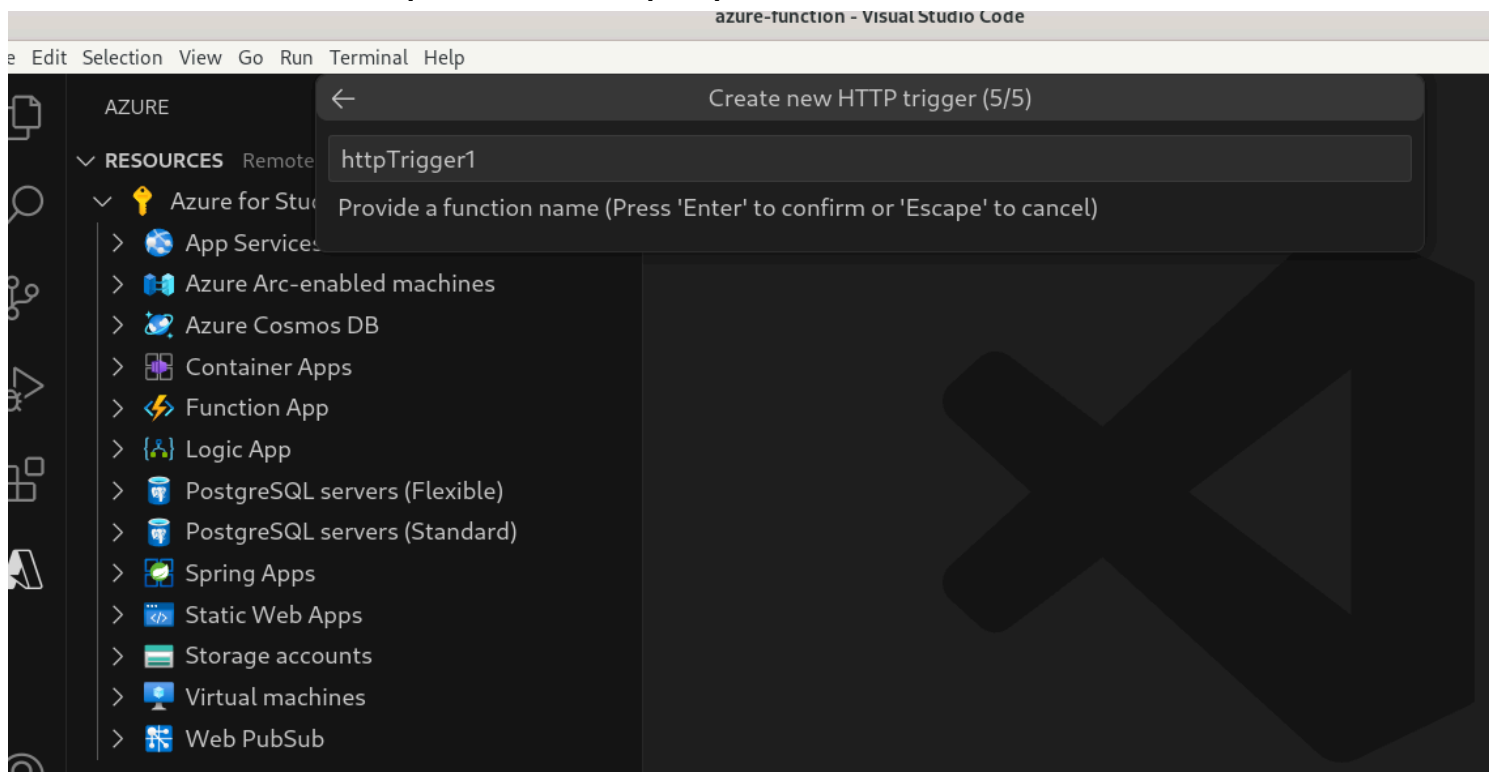 azure-function - Visual Studio Code
e Edit Selection View Go Run Terminal Help
AZURE
Create new HTTP trigger (5/5)
RESOURCES Remote
httpTrigger1
Azure for Stu
Provide a function name (Press 'Enter' to confirm or 'Escape' to cancel)
App Services
Azure Arc-enabled machines
Azure Cosmos DB
Container Apps
Function App
Logic App
PostgreSQL servers (Flexible)
PostgreSQL servers (Standard)
Spring Apps
Static Web Apps
Storage accounts
Virtual machines
Web PubSub